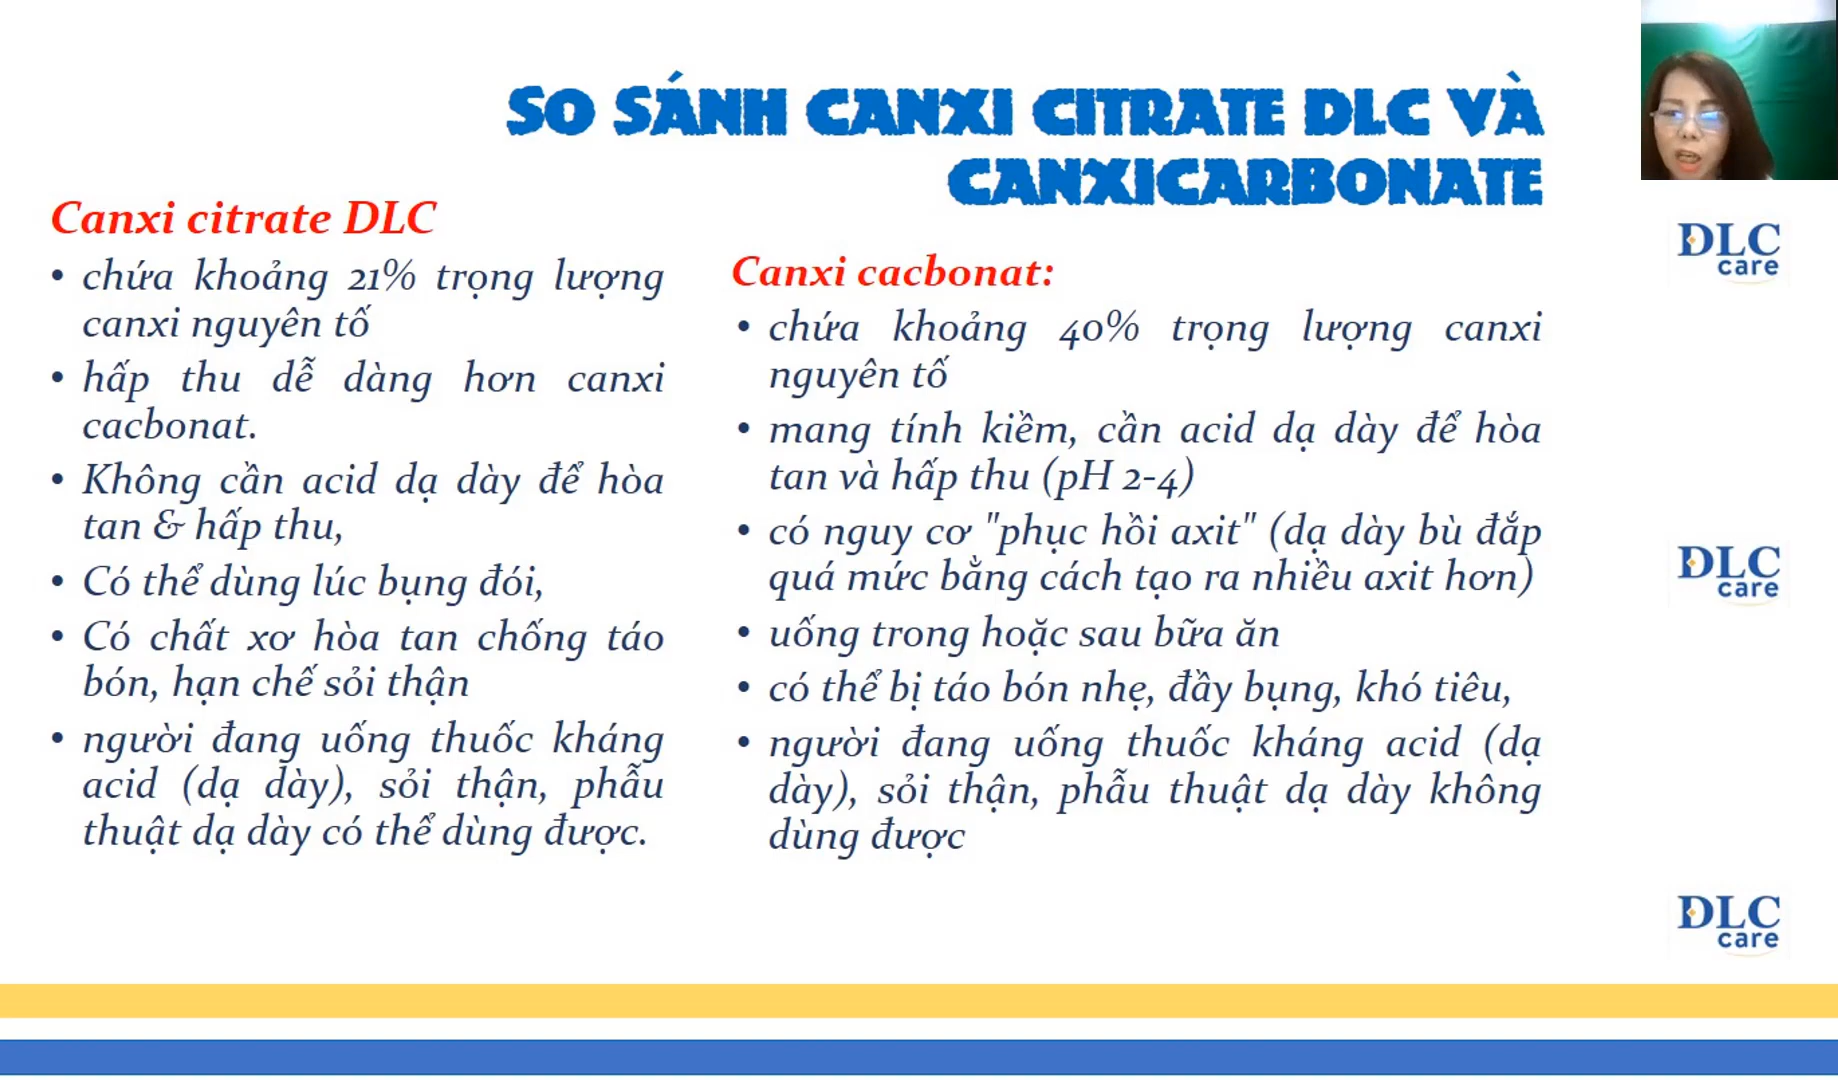 SO SÁNH CANXI CITRATE DLC VÀ
CANXICARBONATE
Canxi citrate DLC
• chứa khoảng 21% trọng lượng
canxi nguyên tố
• hấp thu dễ dàng hơn canxi
cacbonat.
• Không cần acid dạ dày để hòa
tan & hấp thu,
• Có thể dùng lúc bụng đói,
• Có chất xơ hòa tan chống táo
bón, hạn chế sỏi thận
• người đang uống thuốc kháng
acid (dạ dày), sỏi thận, phẫu
thuật dạ dày có thể dùng được.
Canxi cacbonat:
• chứa khoảng 40% trọng lượng canxi
nguyên tố
• mang tính kiềm, cần acid dạ dày để hòa
tan và hấp thu (pH 2-4)
• có nguy cơ "phục hồi axit" (dạ dày bù đắp
quá mức bằng cách tạo ra nhiều axit hơn)
• uống trong hoặc sau bữa ăn
• có thể bị táo bón nhẹ, đầy bụng, khó tiêu,
• người đang uống thuốc kháng acid (dạ
dày), sỏi thận, phẫu thuật dạ dày không
dùng được
DLC
care
DLC
care
DLC
care